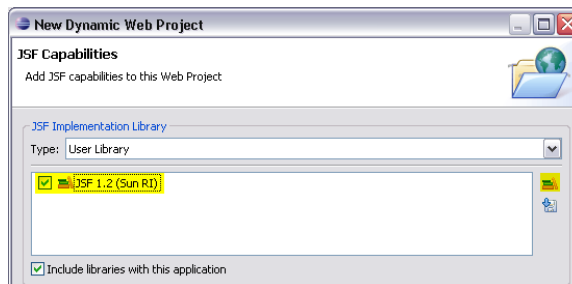 New Dynamic Web Project
JSF Capabilities
Add JSF capabilities to this Web Project
JSF Implementation Library
Type: User Library
JSF 1.2 (Sun RI)
Include libraries with this application